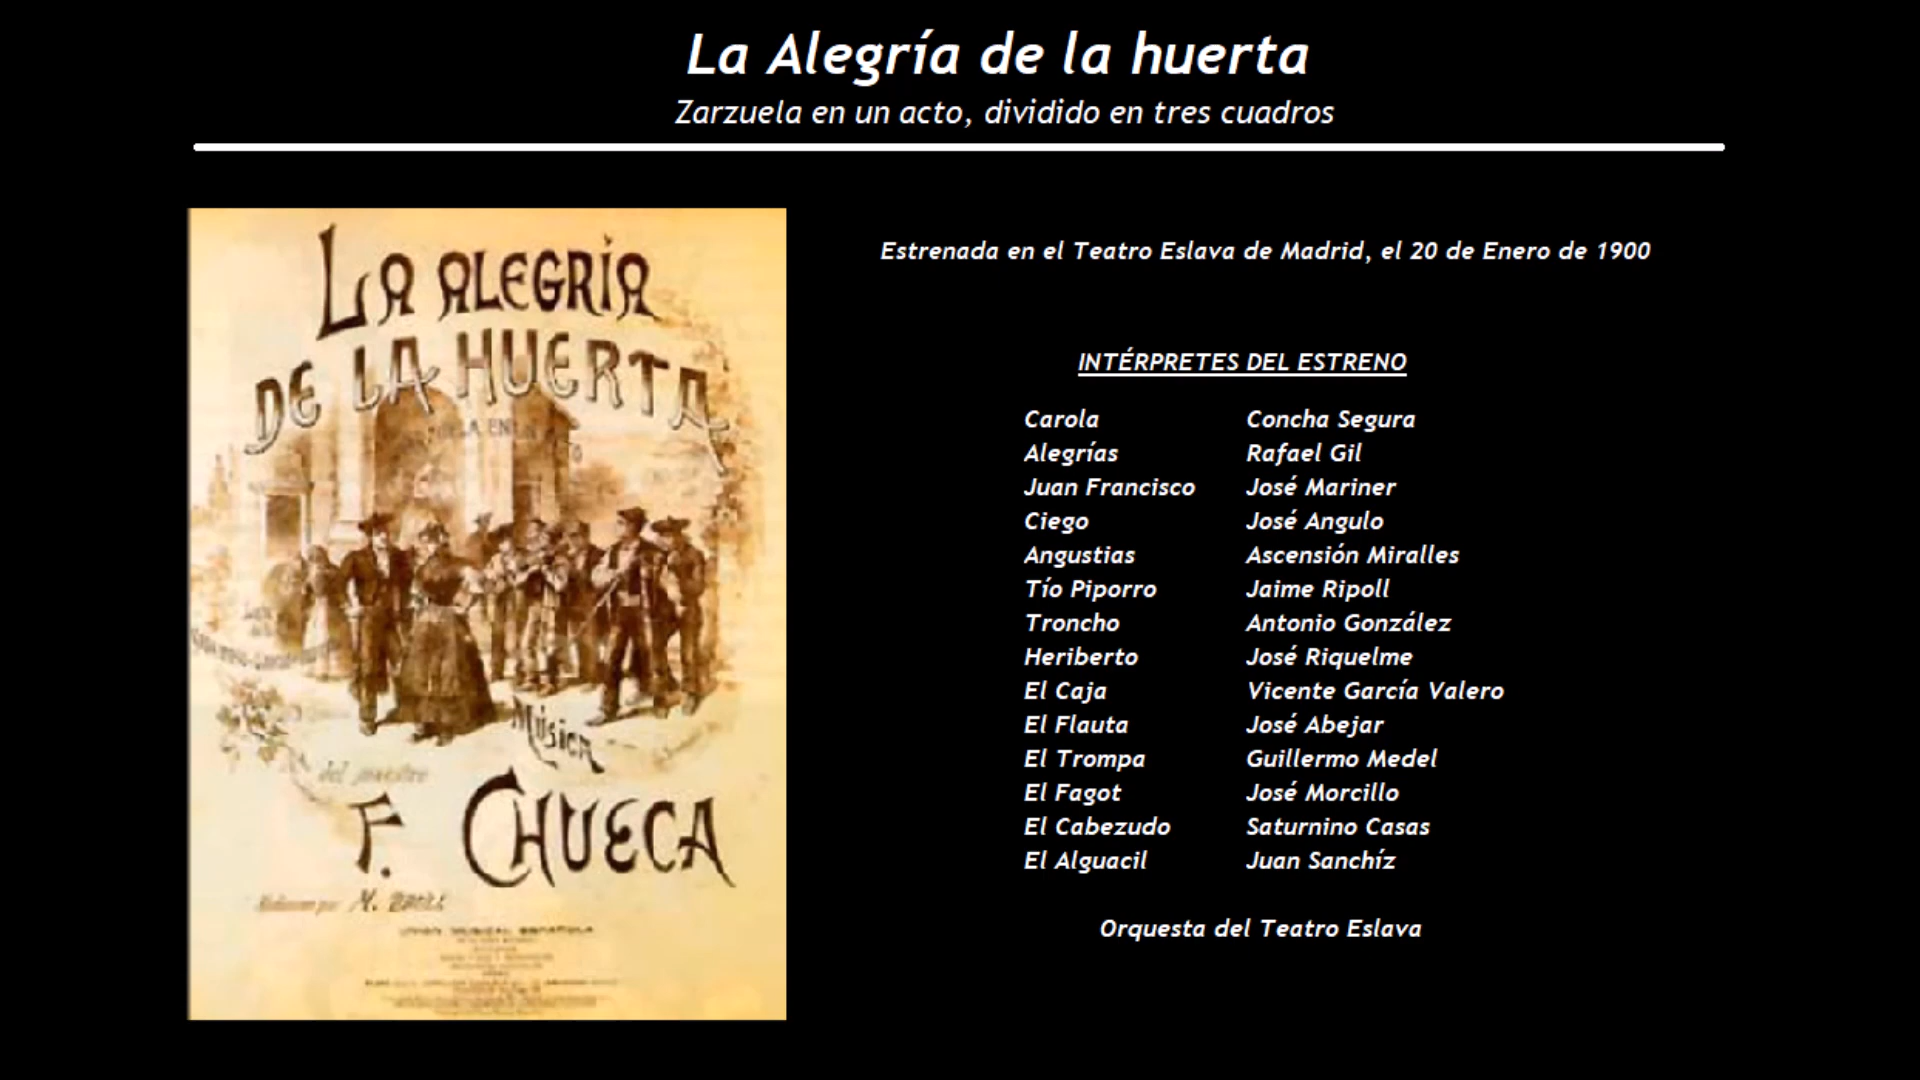 La Alegría de la huerta
Zarzuela en un acto, dividido en tres cuadros
LA ALEGRÍA
DE LA HUERTA
Música
del maestro
F. CHUECA
UNION MUSICAL ESPAÑOLA
Estrenada en el Teatro Eslava de Madrid, el 20 de Enero de 1900
INTÉRPRETES DEL ESTRENO
Carola Concha Segura
Alegrías Rafael Gil
Juan Francisco José Mariner
Ciego José Angulo
Angustias Ascensión Miralles
Tío Piporro Jaime Ripoll
Troncho Antonio González
Heriberto José Riquelme
El Caja Vicente García Valero
El Flauta José Abejar
El Trompa Guillermo Medel
El Fagot José Morcillo
El Cabezudo Saturnino Casas
El Alguacil Juan Sanchíz
Orquesta del Teatro Eslava